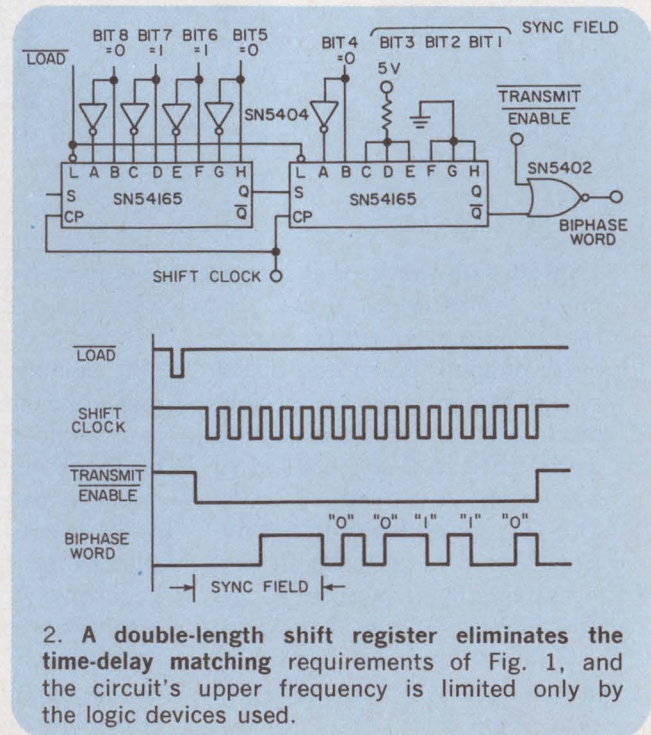 SYNC FIELD
BIT8 BIT7 BIT6 BIT5 BIT4 BIT3 BIT2 BIT1
LOAD =0 =1 =1 =0 =0 5V
TRANSMIT
ENABLE
SN5404
SN5402
L A B C D E F G H L A B C D E F G H
S Q S Q
SN54165 SN54165
CP Q CP Q
BIPHASE
WORD
SHIFT CLOCK
LOAD
SHIFT
CLOCK
TRANSMIT
ENABLE
BIPHASE
WORD
"0" "0" "1" "1" "0"
SYNC FIELD
2. A double-length shift register eliminates the
time-delay matching requirements of Fig. 1, and
the circuit's upper frequency is limited only by
the logic devices used.